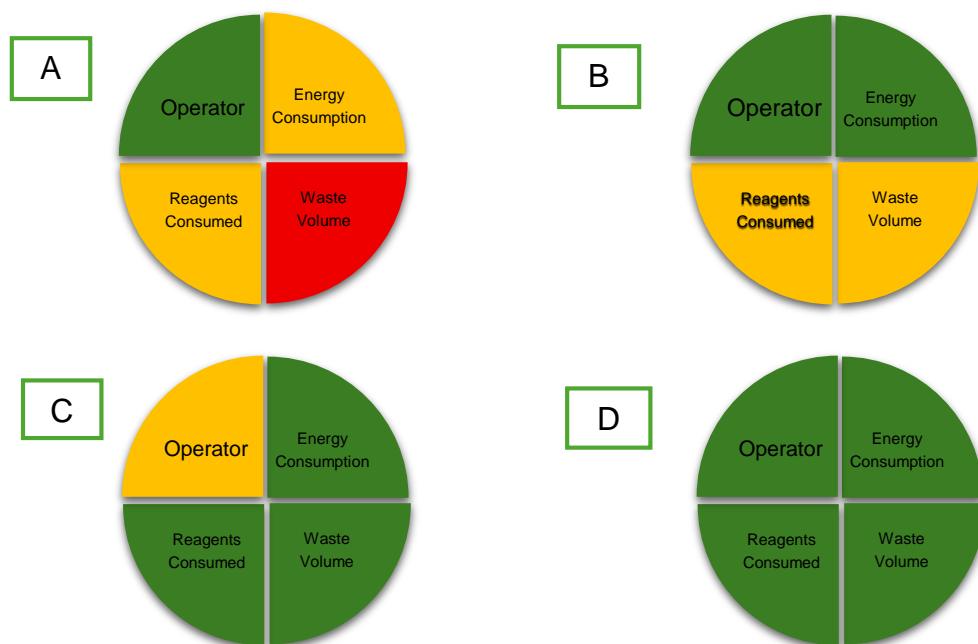 A
Operator
Energy
Consumption
Reagents
Consumed
Waste
Volume
B
Operator
Energy
Consumption
Reagents
Consumed
Waste
Volume
C
Operator
Energy
Consumption
Reagents
Consumed
Waste
Volume
D
Operator
Energy
Consumption
Reagents
Consumed
Waste
Volume